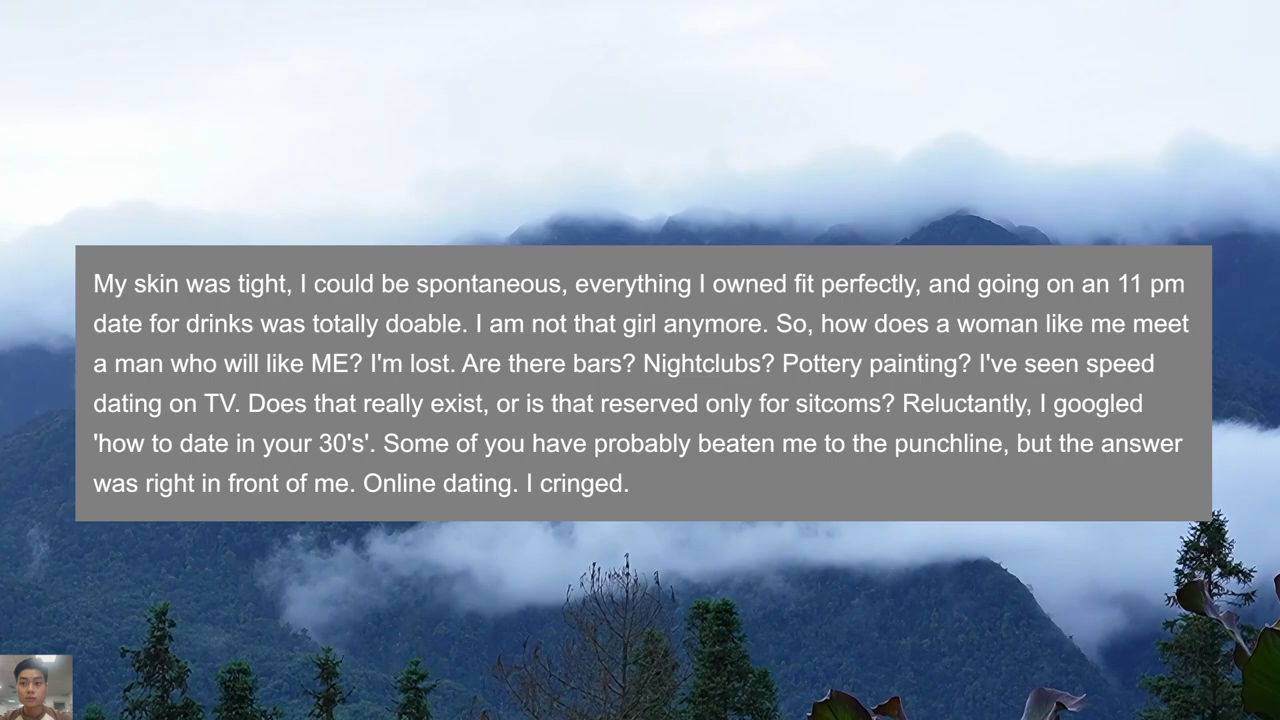 My skin was tight, I could be spontaneous, everything I owned fit perfectly, and going on an 11 pm
date for drinks was totally doable. I am not that girl anymore. So, how does a woman like me meet
a man who will like ME? I'm lost. Are there bars? Nightclubs? Pottery painting? I've seen speed
dating on TV. Does that really exist, or is that reserved only for sitcoms? Reluctantly, I googled
'how to date in your 30's'. Some of you have probably beaten me to the punchline, but the answer
was right in front of me. Online dating. I cringed.